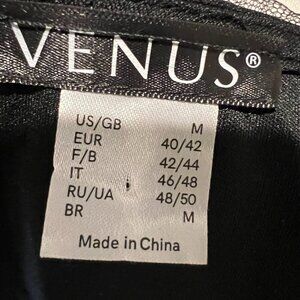 VENUS®
US/GB M
EUR 40/42
F/B 42/44
IT 46/48
RU/UA 48/50
BR M
Made in China